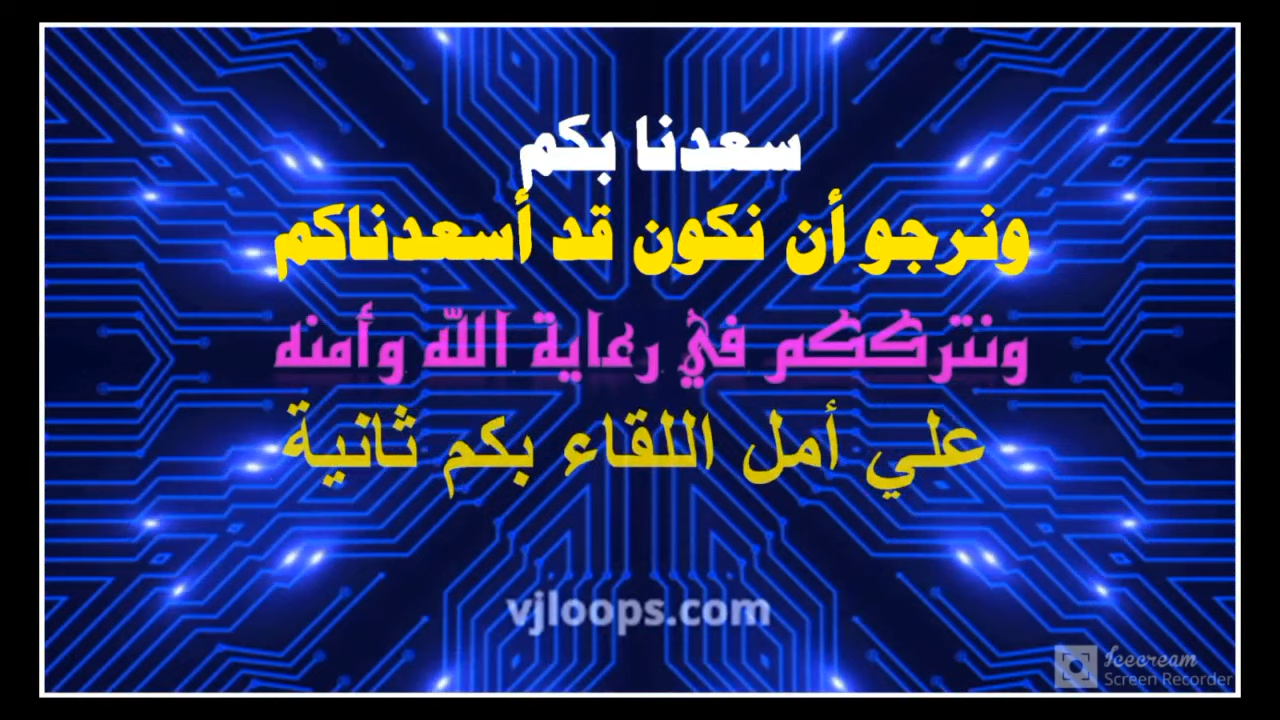 سعدنا بكم
ونرجو أن نكون قد أسعدناكم
ونترككم في رعاية الله وأمنه
علي أمل اللقاء بكم ثانية
vjloops.com
Icecream
Screen Recorder